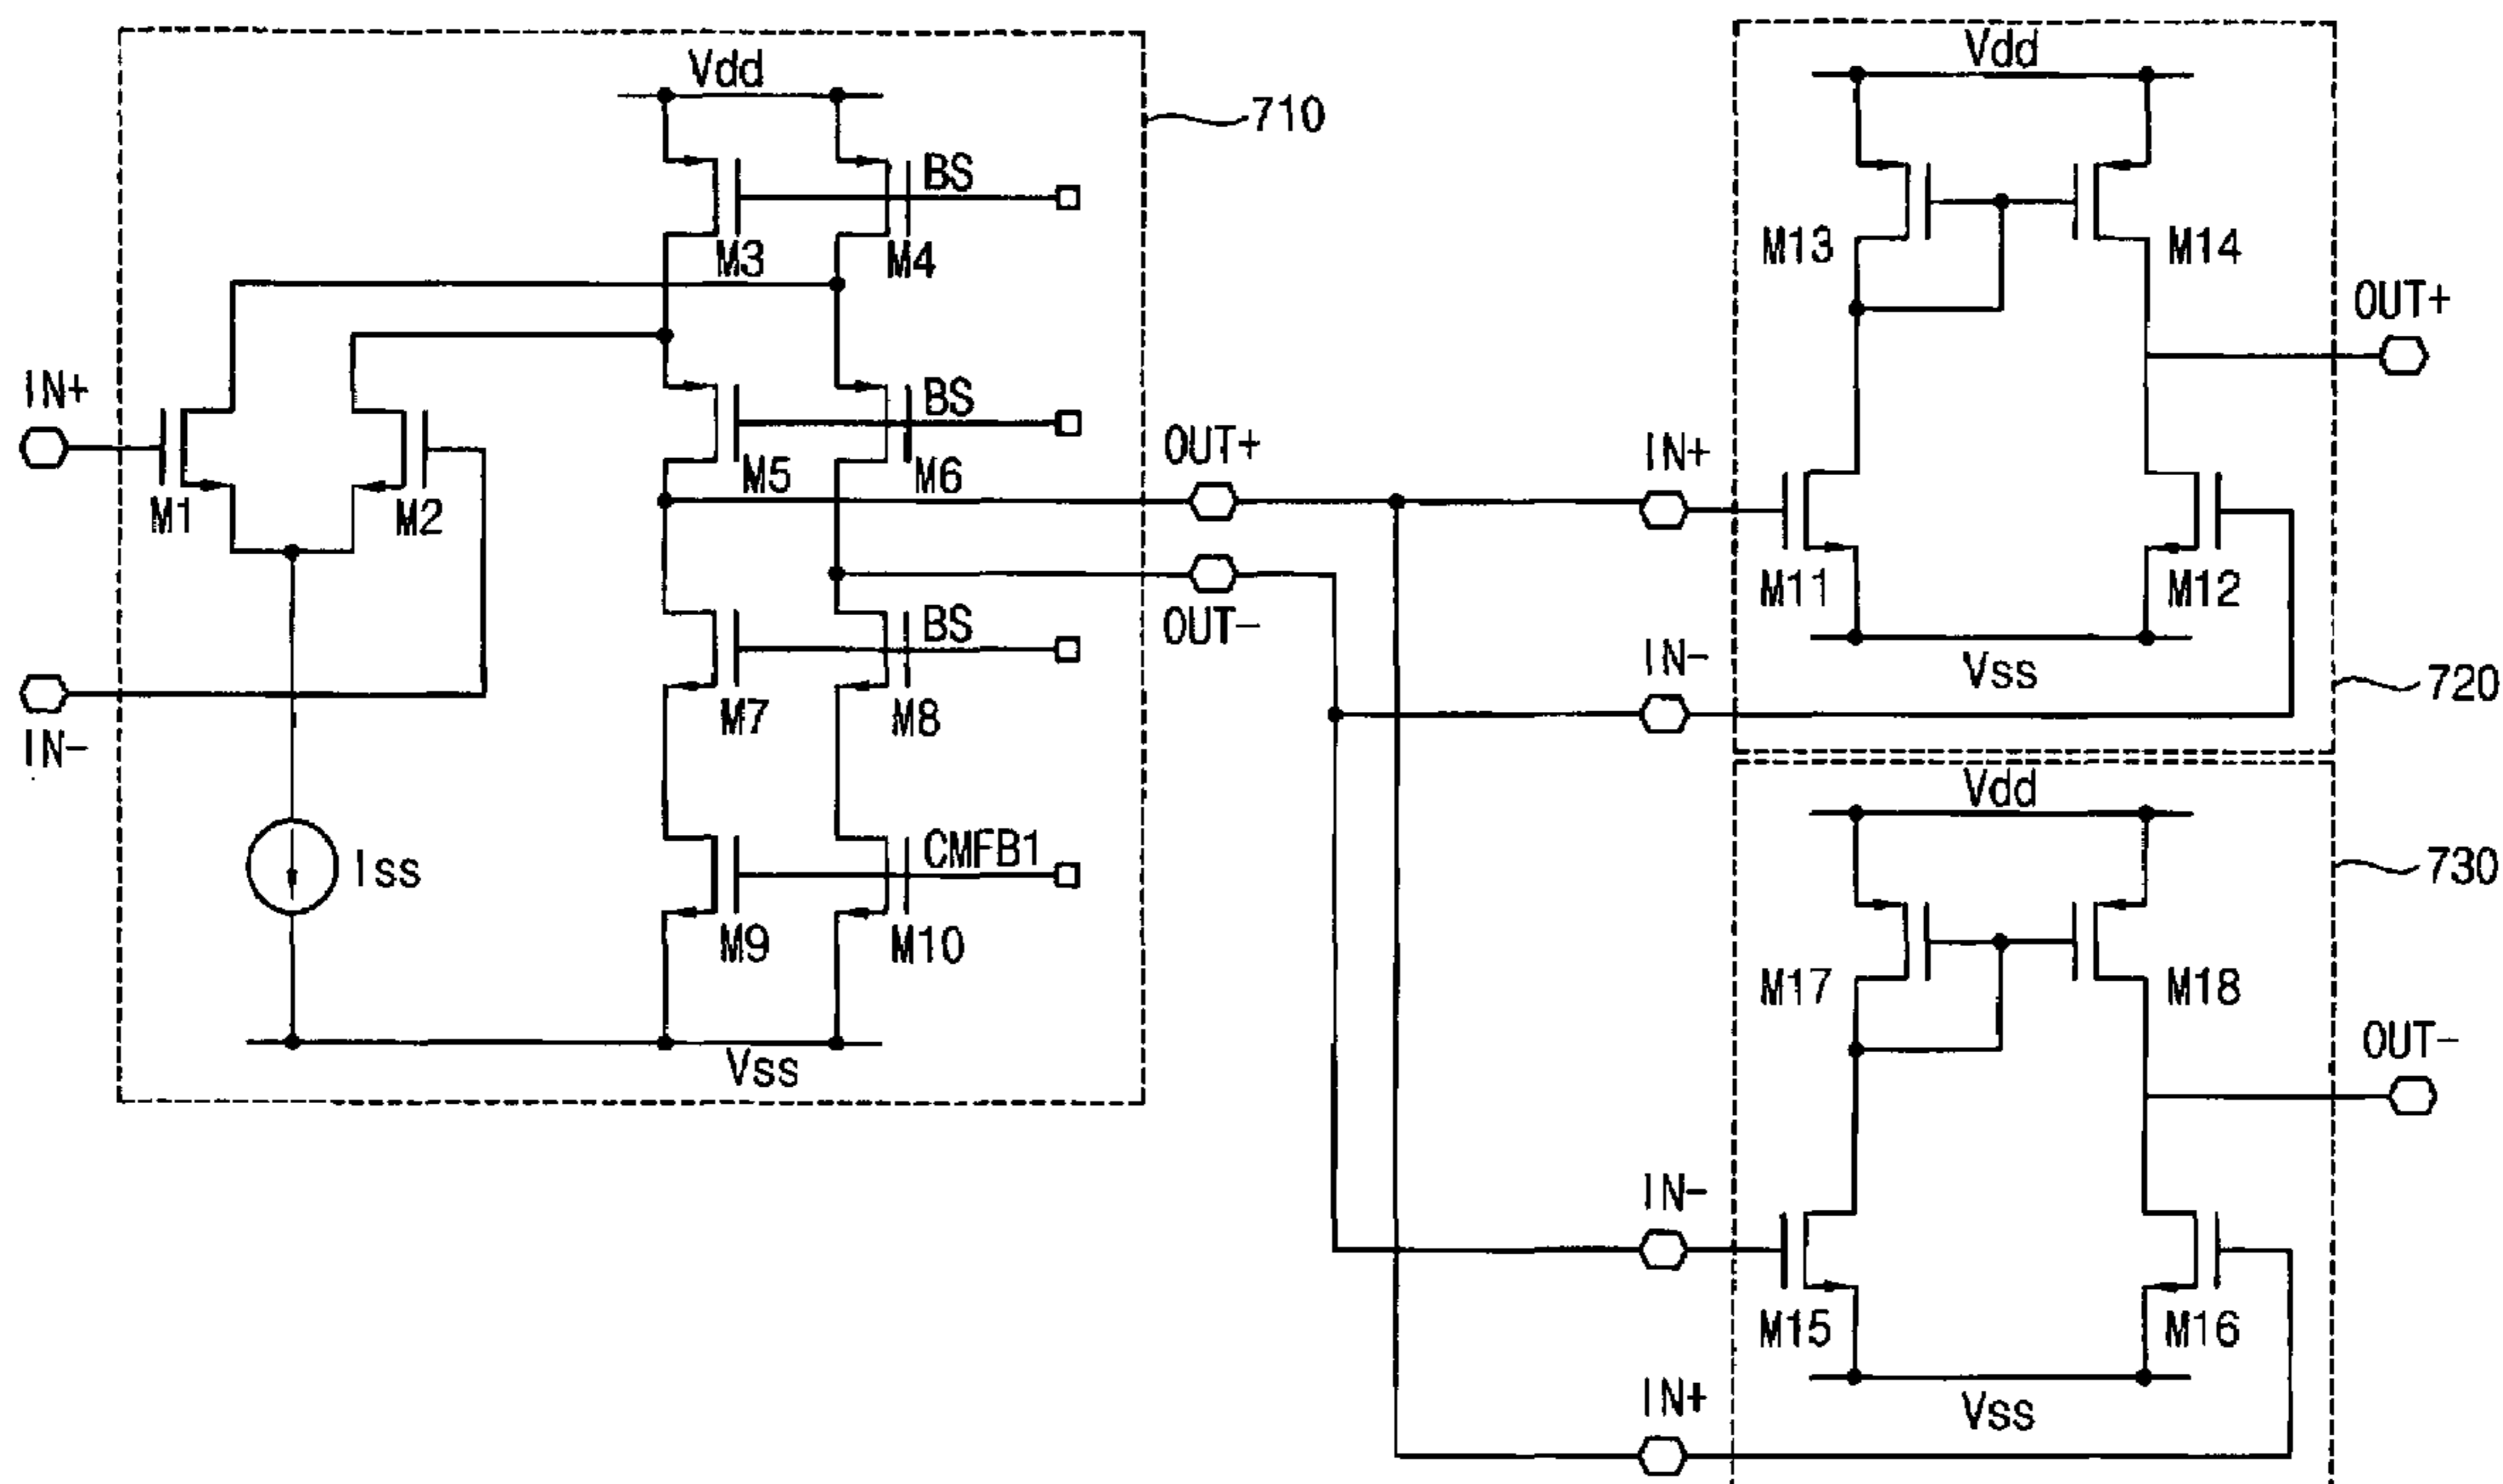 Vdd
710
BS
M3
M4
IN+
BS
M5
M6
M1
M2
OUT+
OUT-
BS
IN-
M7
M8
CMFB1
Iss
M9
M10
Vss
Vdd
M13
M14
OUT+
IN+
M11
M12
IN-
Vss
720
Vdd
730
M17
M18
OUT-
IN-
M15
M16
IN+
Vss